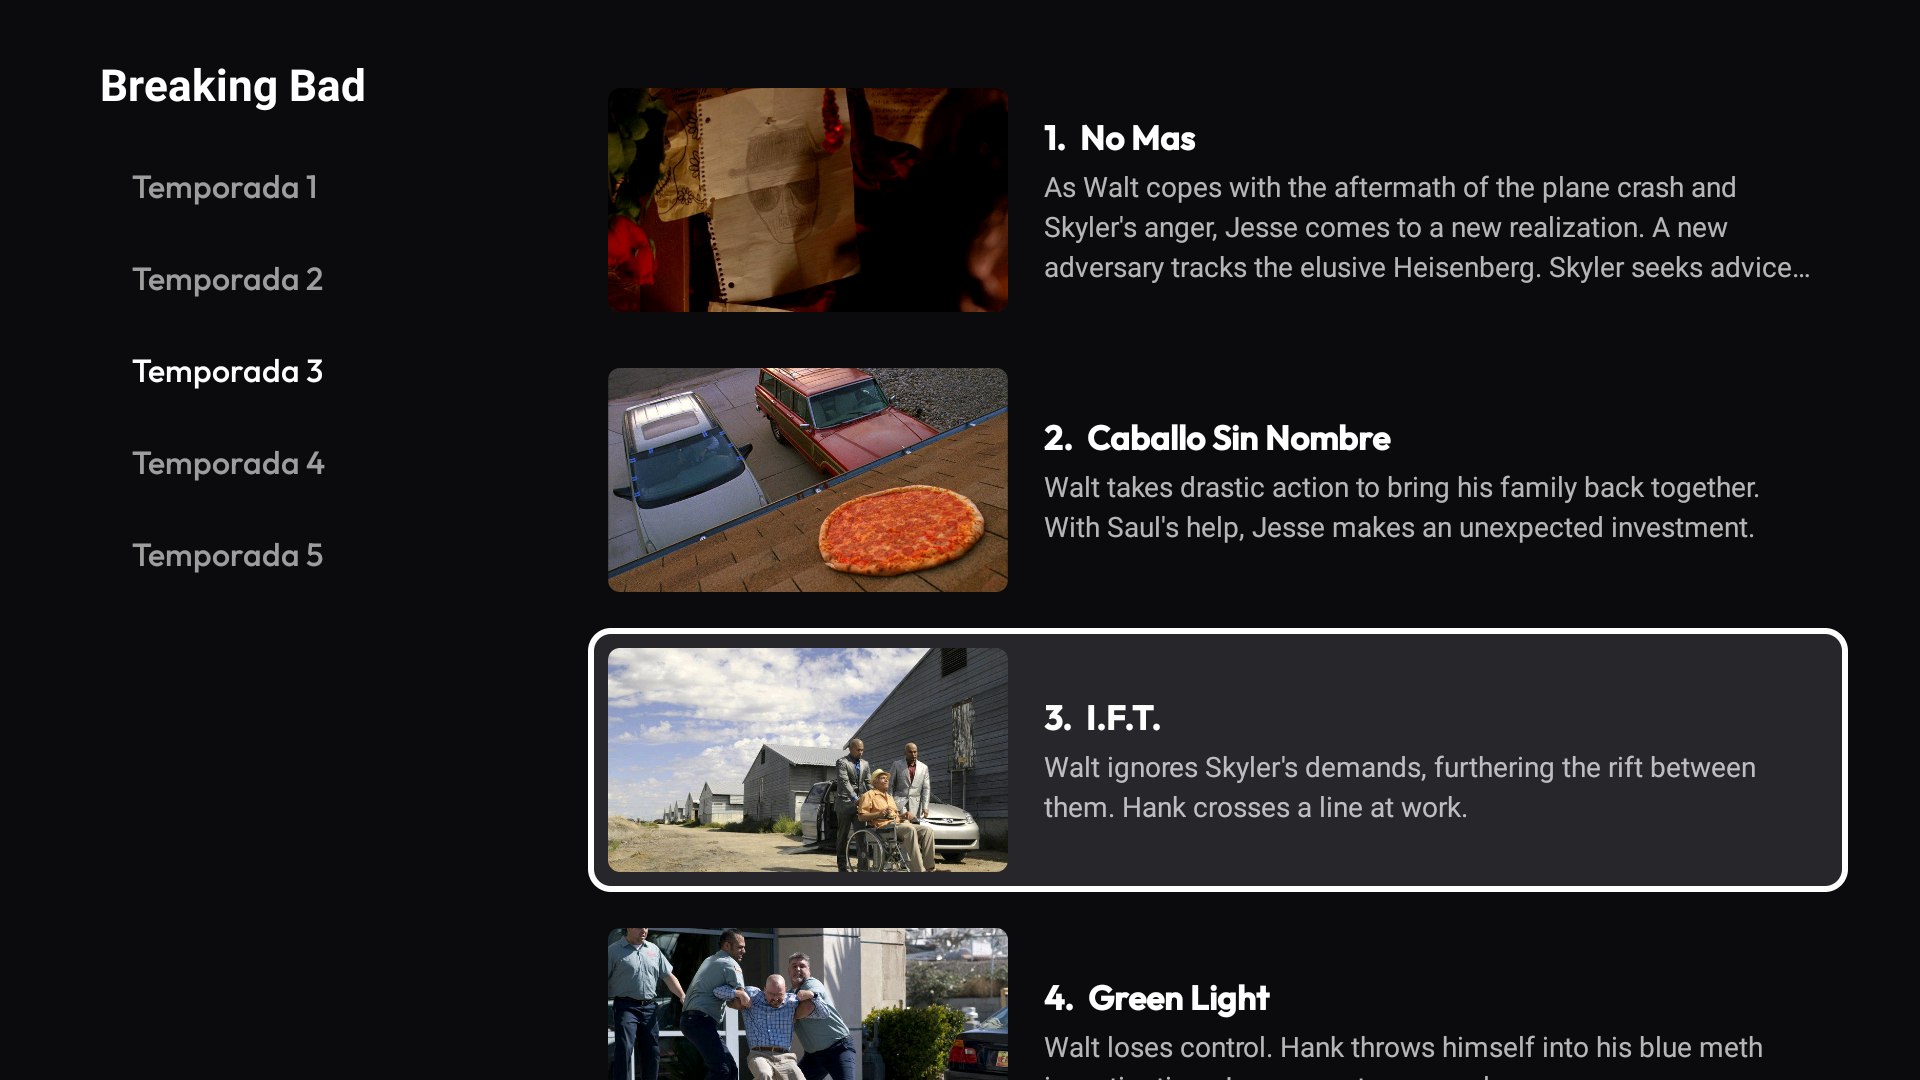 Breaking Bad
Temporada 1
Temporada 2
Temporada 3
Temporada 4
Temporada 5
1. No Mas
As Walt copes with the aftermath of the plane crash and
Skyler's anger, Jesse comes to a new realization. A new
adversary tracks the elusive Heisenberg. Skyler seeks advice…
2. Caballo Sin Nombre
Walt takes drastic action to bring his family back together.
With Saul's help, Jesse makes an unexpected investment.
3. I.F.T.
Walt ignores Skyler's demands, furthering the rift between
them. Hank crosses a line at work.
4. Green Light
Walt loses control. Hank throws himself into his blue meth